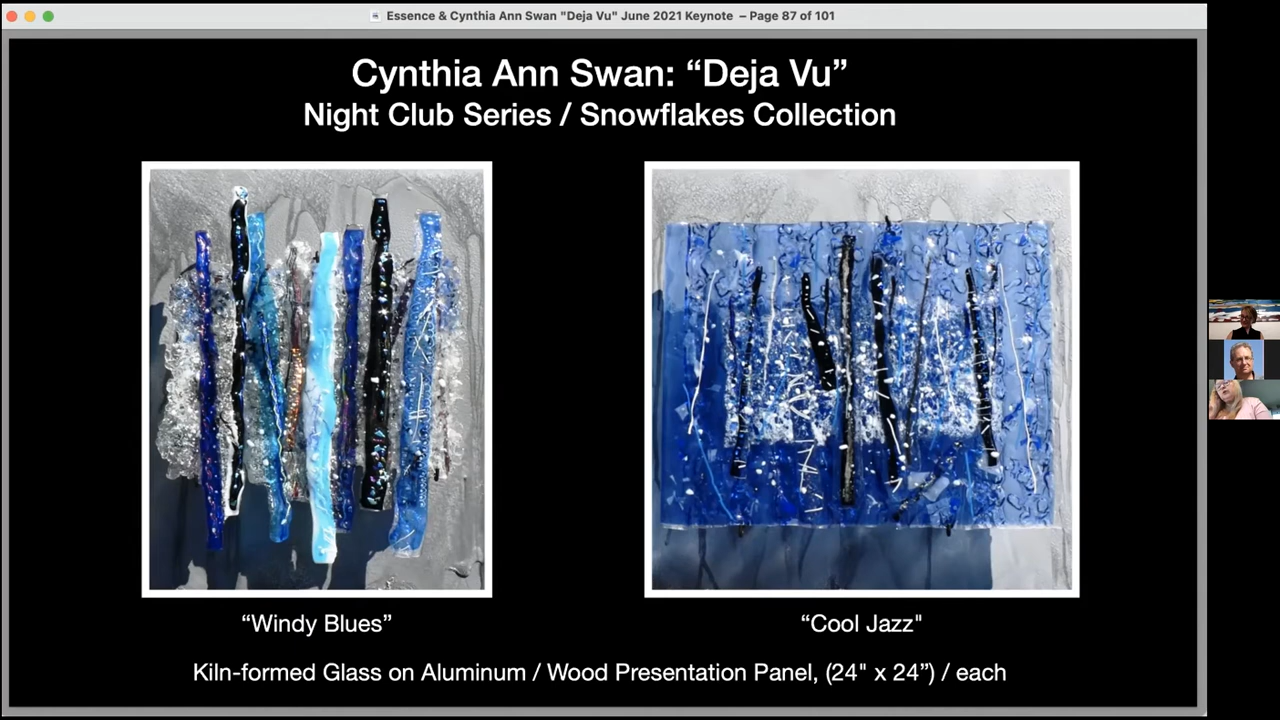 Essence & Cynthia Ann Swan "Deja Vu" June 2021 Keynote – Page 87 of 101
Cynthia Ann Swan: “Deja Vu”
Night Club Series / Snowflakes Collection
“Windy Blues”
“Cool Jazz"
Kiln-formed Glass on Aluminum / Wood Presentation Panel, (24" x 24”) / each